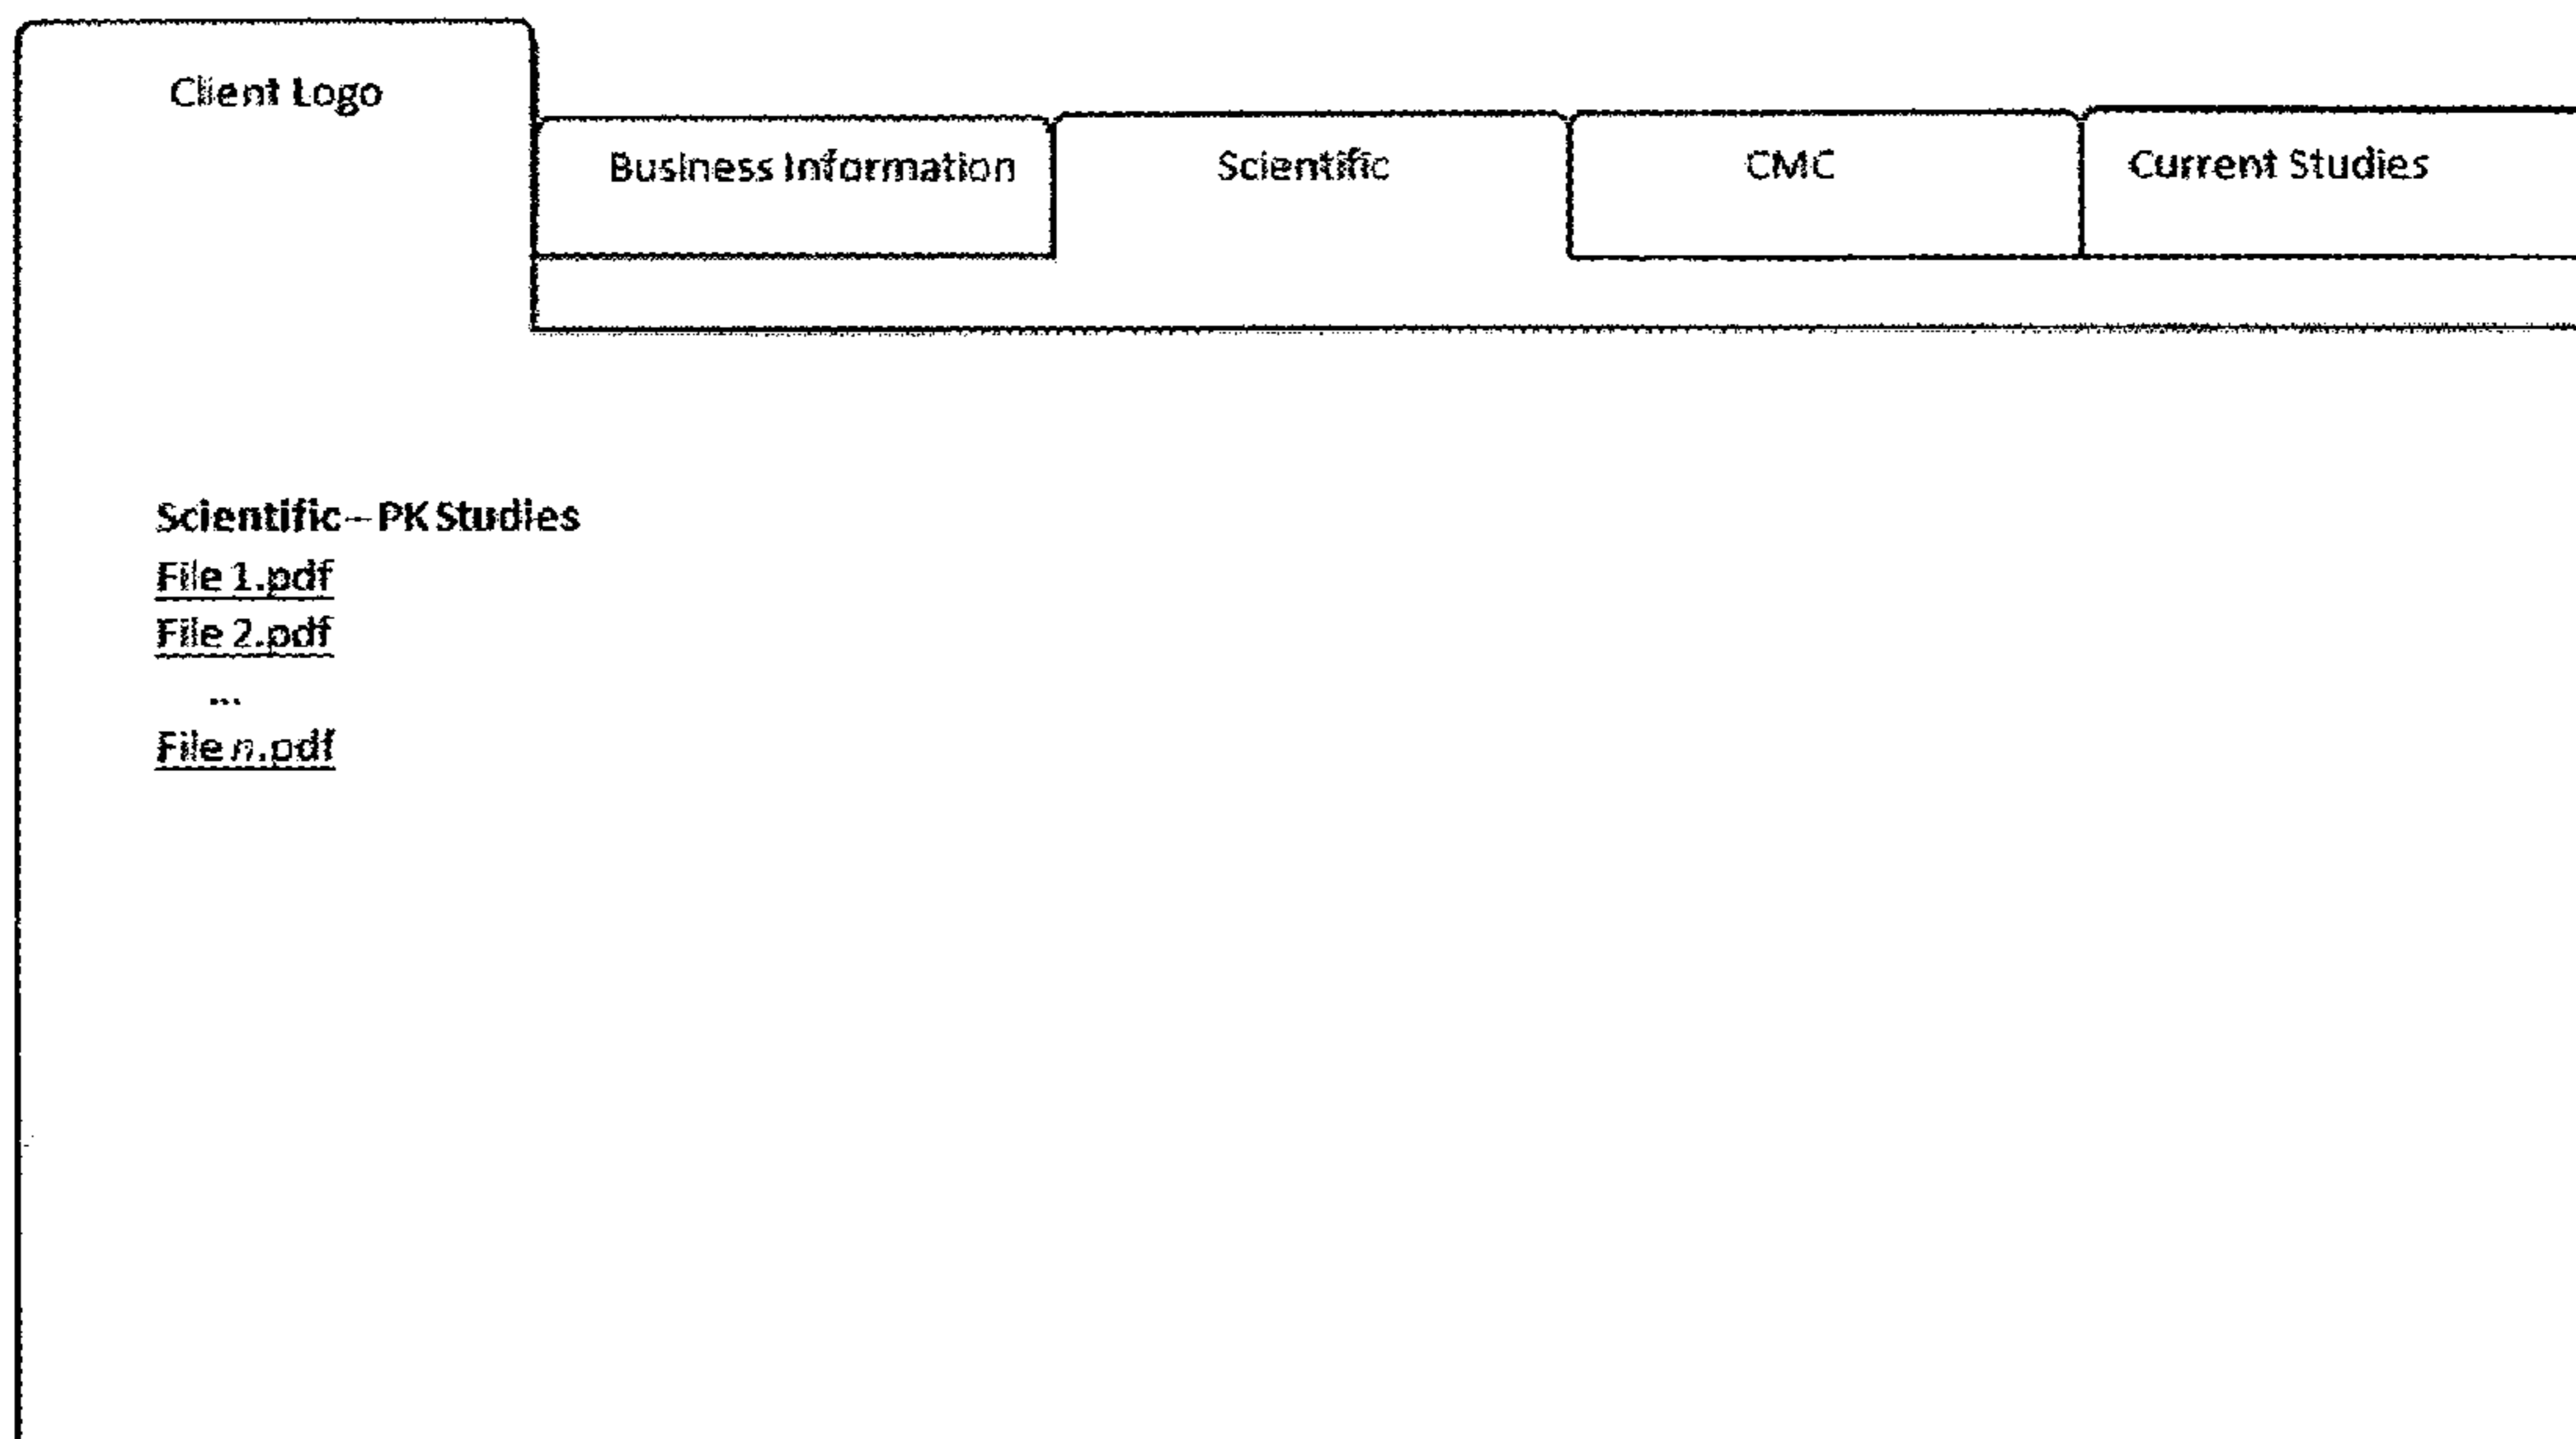 Client Logo
Business Information
Scientific
CMC
Current Studies
Scientific – PK Studies
File 1.pdf
File 2.pdf
...
File n.pdf